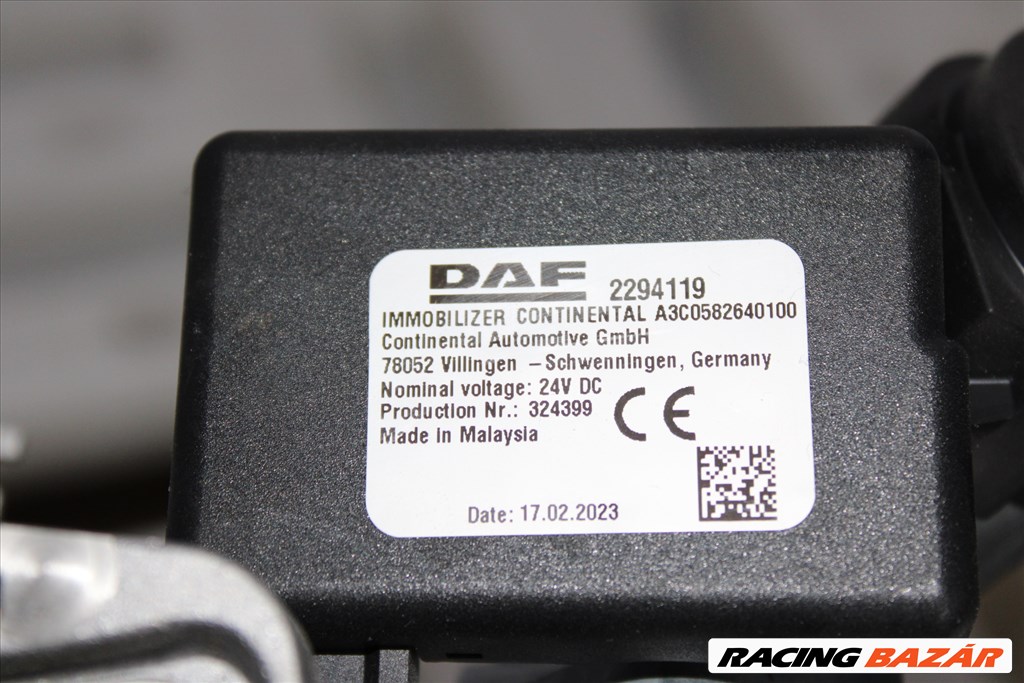 DAF 2294119
IMMOBILIZER CONTINENTAL A3C0582640100
Continental Automotive GmbH
78052 Villingen -Schwenningen, Germany
Nominal voltage: 24V DC
Production Nr.: 324399
Made in Malaysia
CE
Date: 17.02.2023
RACING BAZÁR